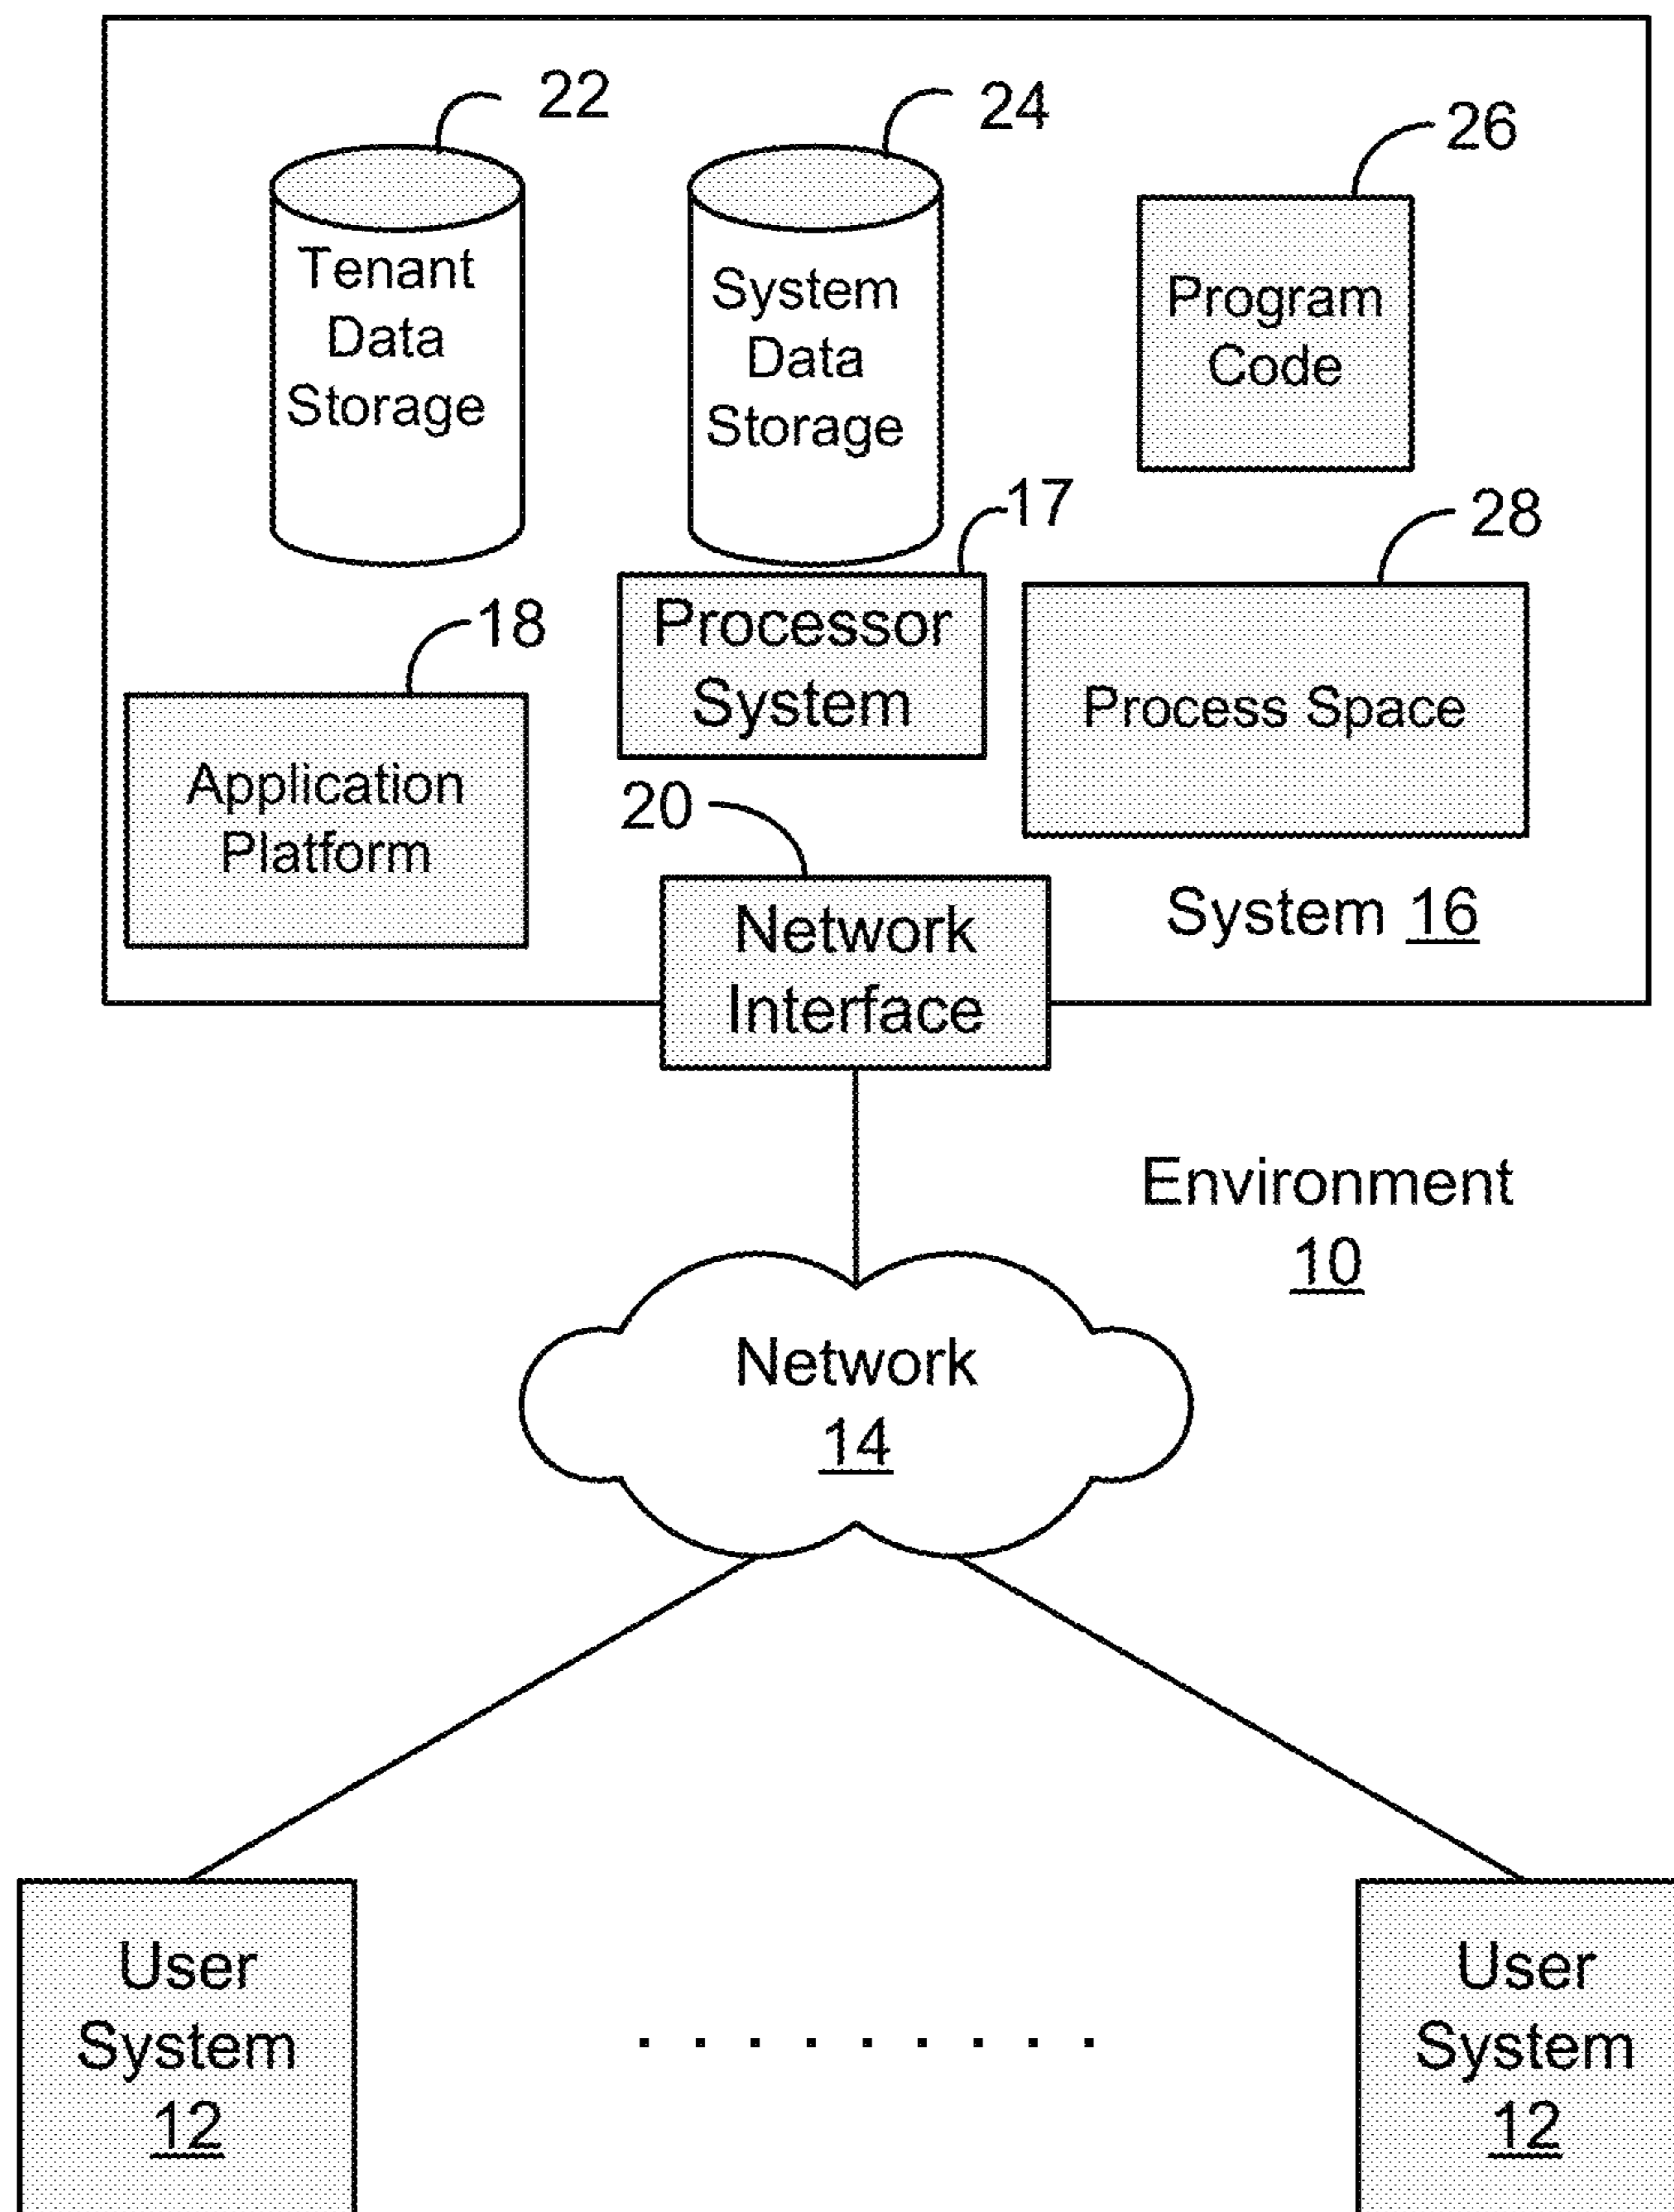 22
24
26
Tenant
Data
Storage
System
Data
Storage
Program
Code
17
28
18
Processor
System
Process Space
Application
Platform
20
Network
Interface
System 16
Environment
10
Network
14
User
System
12
. . . . . . . . .
User
System
12